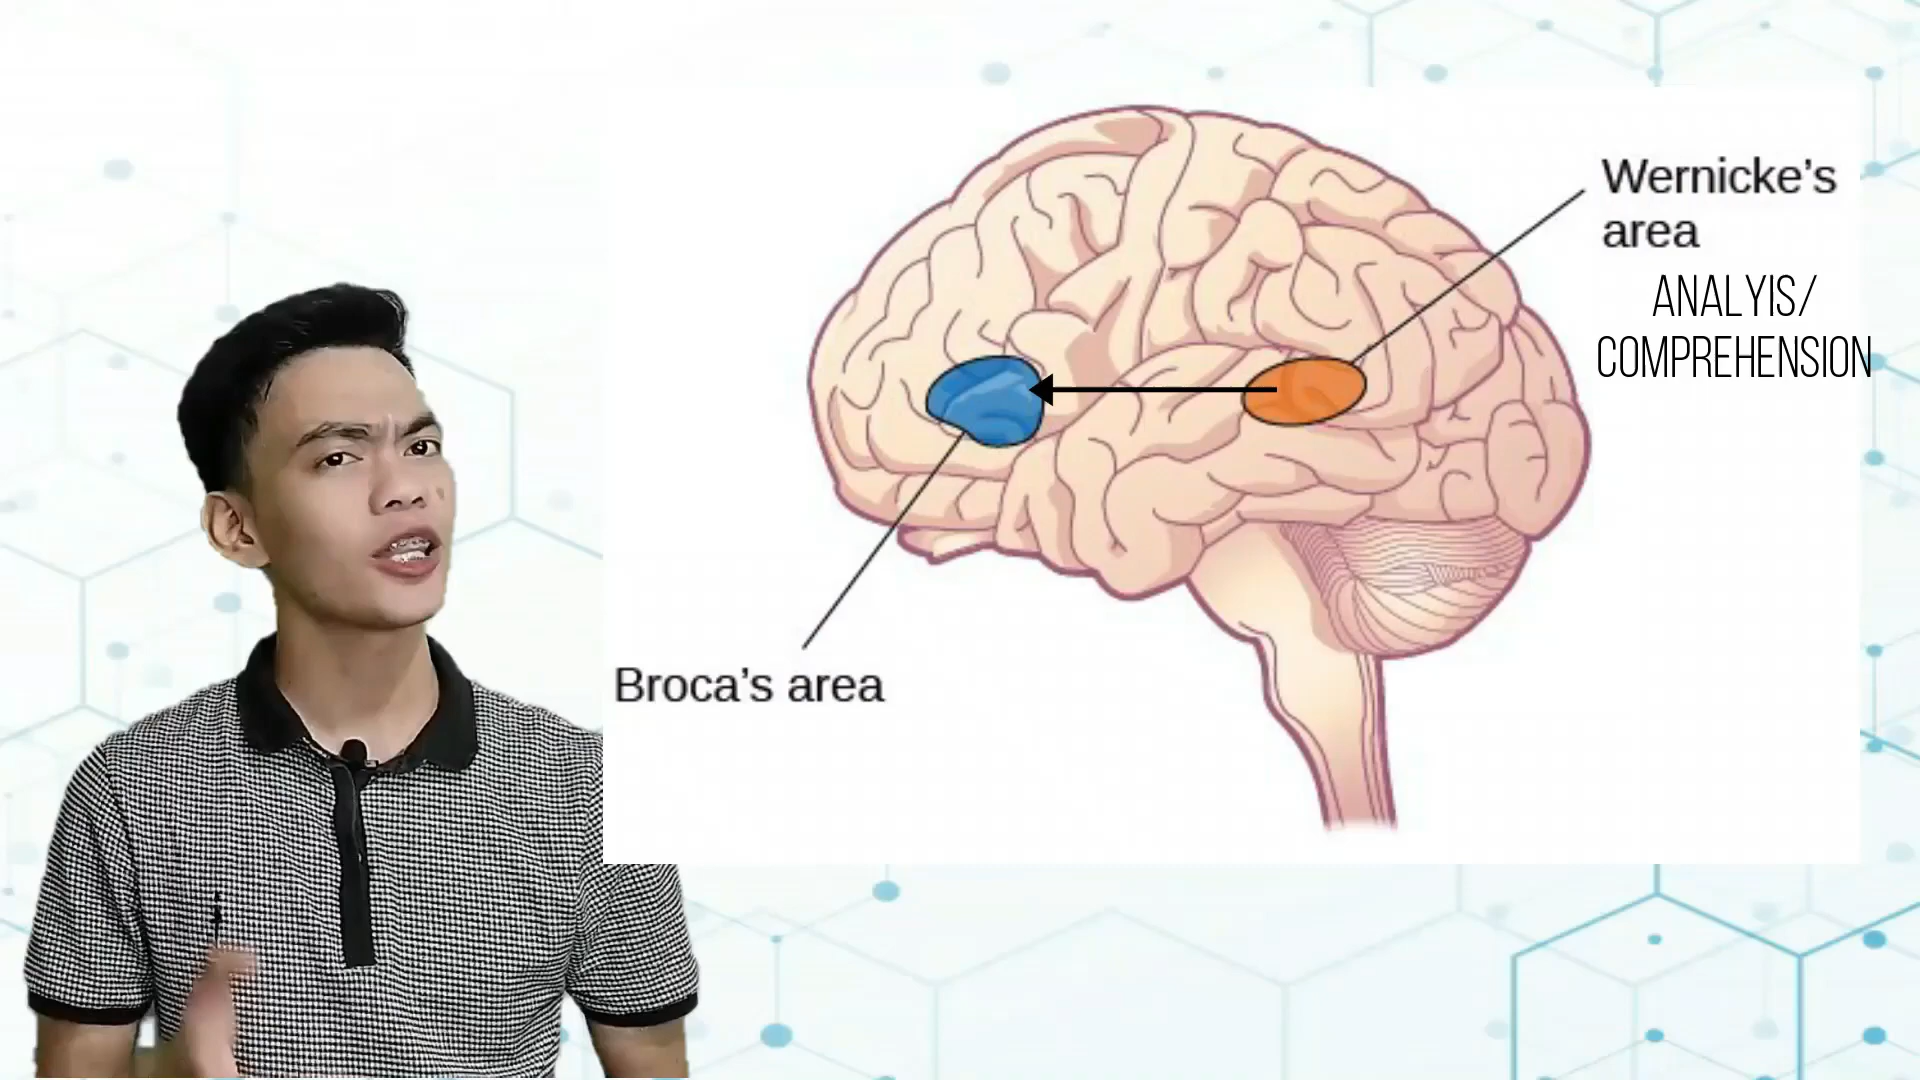 Wernicke's
area
ANALYIS/
COMPREHENSION
Broca's area